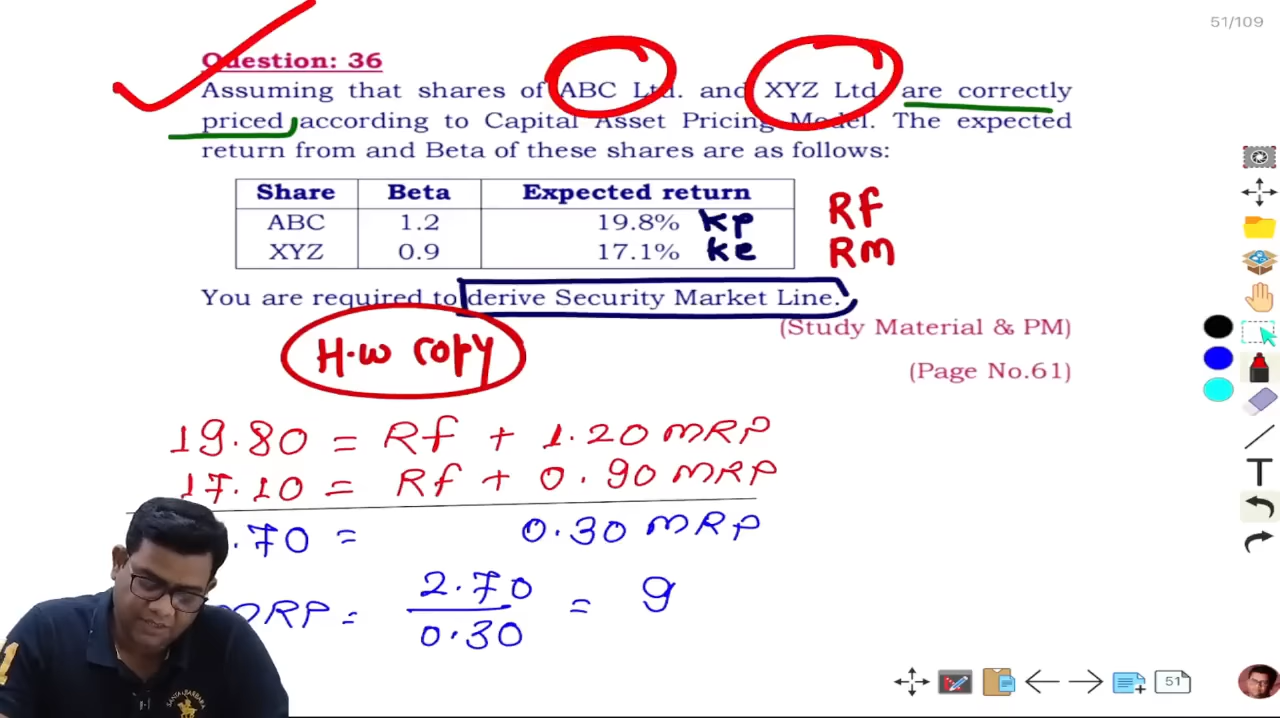 51/109
Question: 36
Assuming that shares of ABC Ltd. and XYZ Ltd are correctly
priced according to Capital Asset Pricing Model. The expected
return from and Beta of these shares are as follows:
Share Beta Expected return
ABC 1.2 19.8% kp Rf
XYZ 0.9 17.1% ke Rm
You are required to derive Security Market Line.
(Study Material & PM)
H.w copy
(Page No.61)
19.80 = Rf + 1.20 MRP
17.10 = Rf + 0.90 MRP
.70 = 0.30 MRP
MRP = 2.70 / 0.30 = 9
T
51
1